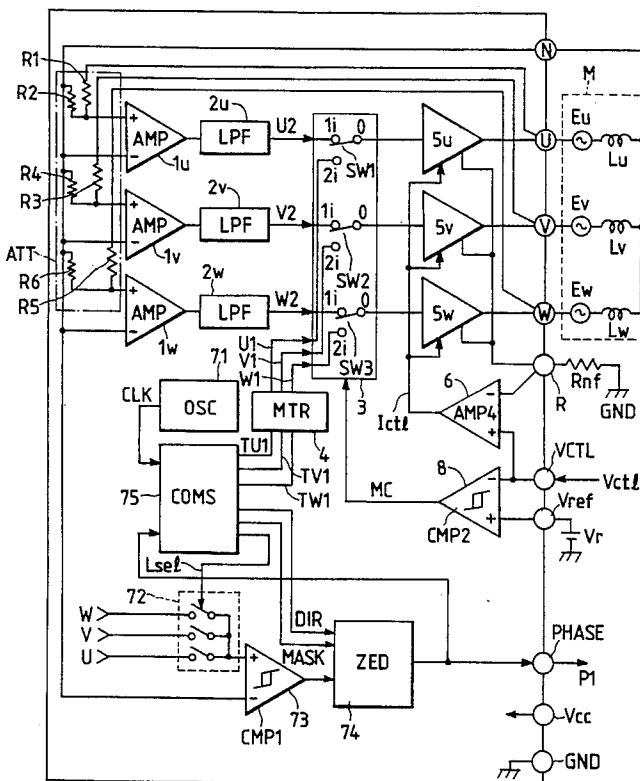 N
R1
R2
M
2u
U2
1i
0
5u
U
Eu
Lu
+
AMP
−
1u
LPF
SW1
2i
R4
R3
2v
V2
1i
0
5v
V
Ev
Lv
+
AMP
−
1v
LPF
SW2
2i
ATT
R6
R5
2w
W2
1i
0
5w
W
Ew
Lw
+
AMP
−
1w
LPF
SW3
2i
3
U1
V1
W1
71
CLK
OSC
MTR
4
6
−
AMP4
+
R
Rnf
GND
Ictl
TU1
TV1
TW1
75
COMS
MC
8
−
CMP2
+
VCTL
Vctl
Vref
Vr
Lsel
72
W
V
U
DIR
MASK
ZED
74
+
−
CMP1
73
PHASE
P1
Vcc
GND